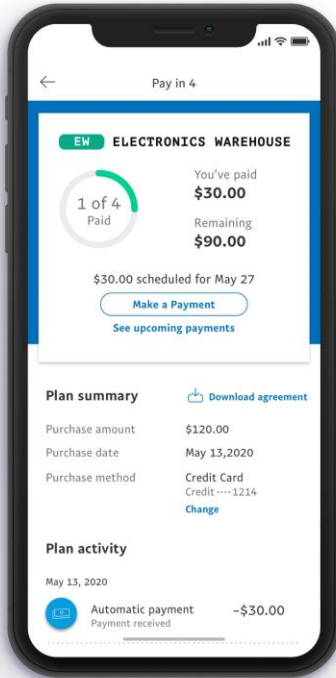 Pay in 4
EW ELECTRONICS WAREHOUSE
1 of 4
Paid
You've paid
$30.00
Remaining
$90.00
$30.00 scheduled for May 27
Make a Payment
See upcoming payments
Plan summary
Download agreement
Purchase amount $120.00
Purchase date May 13,2020
Purchase method Credit Card
Credit ····1214
Change
Plan activity
May 13, 2020
Automatic payment -$30.00
Payment received